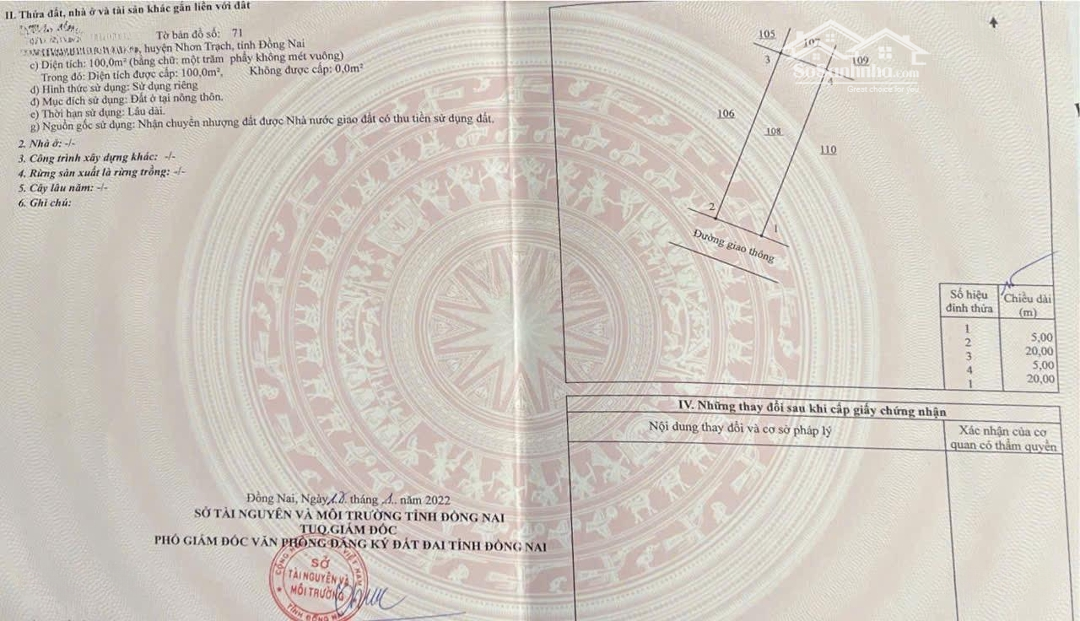 II. Thửa đất, nhà ở và tài sản khác gắn liền với đất
Tờ bản đồ số: 71
, huyện Nhơn Trạch, tỉnh Đồng Nai
c) Diện tích: 100,0m² (bằng chữ: một trăm phẩy không mét vuông)
Trong đó: Diện tích được cấp: 100,0m², Không được cấp: 0,0m²
d) Hình thức sử dụng: Sử dụng riêng
đ) Mục đích sử dụng: Đất ở tại nông thôn.
e) Thời hạn sử dụng: Lâu dài.
g) Nguồn gốc sử dụng: Nhận chuyển nhượng đất được Nhà nước giao đất có thu tiền sử dụng đất.
2. Nhà ở: -/-
3. Công trình xây dựng khác: -/-
4. Rừng sản xuất là rừng trồng: -/-
5. Cây lâu năm: -/-
6. Ghi chú:
Đồng Nai, Ngày tháng năm 2022
SỞ TÀI NGUYÊN VÀ MÔI TRƯỜNG TỈNH ĐỒNG NAI
TUQ.GIÁM ĐỐC
PHÓ GIÁM ĐỐC VĂN PHÒNG ĐĂNG KÝ ĐẤT ĐAI TỈNH ĐỒNG NAI
SỞ
TÀI NGUYÊN VÀ
MÔI TRƯỜNG
105
107
109
3
4
106
108
110
2
1
Đường giao thông
Số hiệu đỉnh thửa
Chiều dài (m)
1
5,00
2
20,00
3
5,00
4
20,00
1
IV. Những thay đổi sau khi cấp giấy chứng nhận
Nội dung thay đổi và cơ sở pháp lý
Xác nhận của cơ quan có thẩm quyền